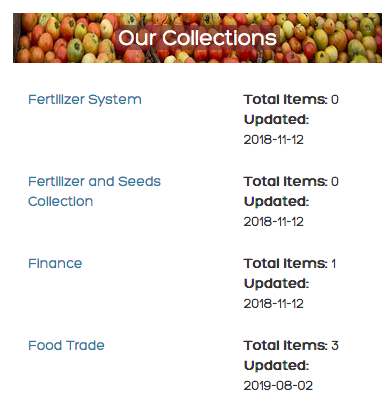 Our Collections
Fertilizer System
Total Items: 0
Updated:
2018-11-12
Fertilizer and Seeds
Collection
Total Items: 0
Updated:
2018-11-12
Finance
Total Items: 1
Updated:
2018-11-12
Food Trade
Total Items: 3
Updated:
2019-08-02